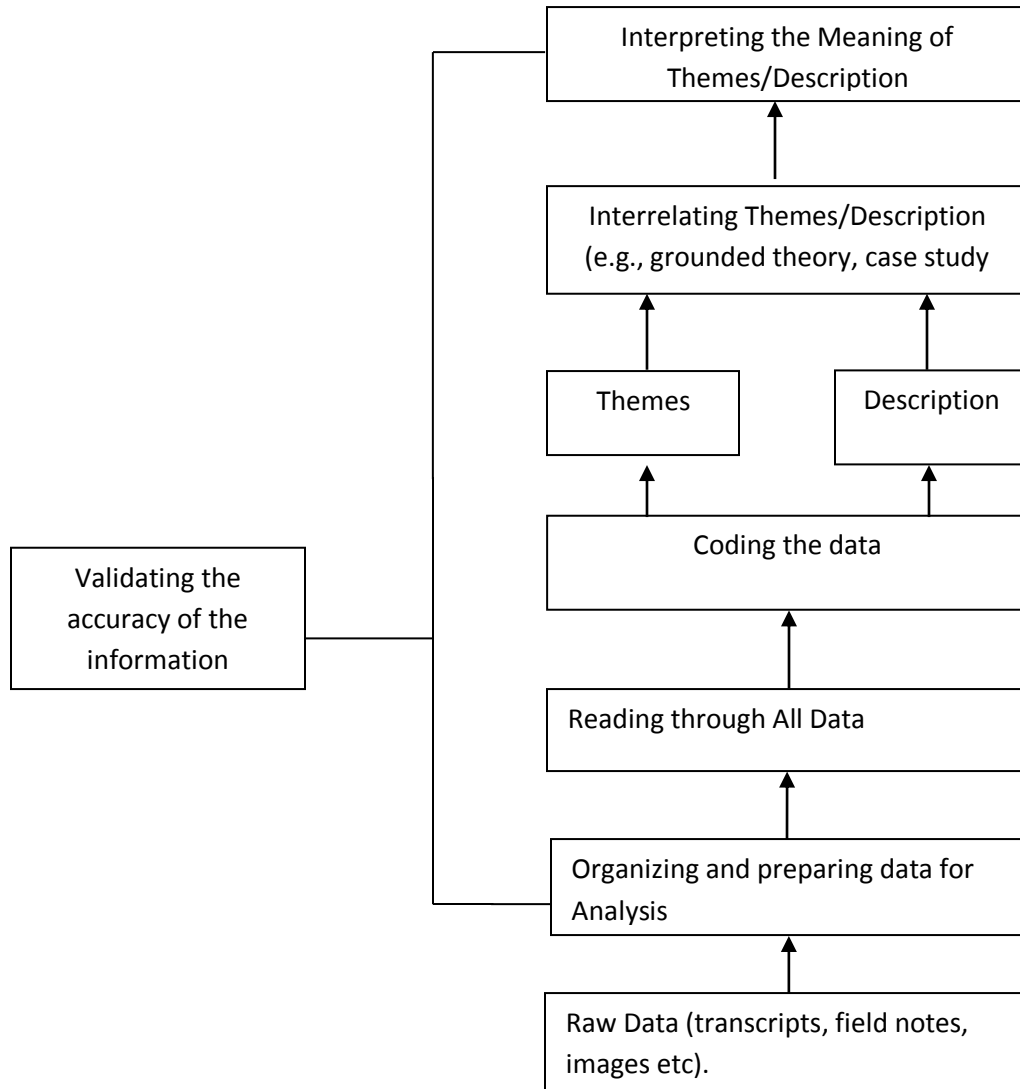 Interpreting the Meaning of
Themes/Description
Interrelating Themes/Description
(e.g., grounded theory, case study
Themes
Description
Coding the data
Validating the
accuracy of the
information
Reading through All Data
Organizing and preparing data for
Analysis
Raw Data (transcripts, field notes,
images etc).